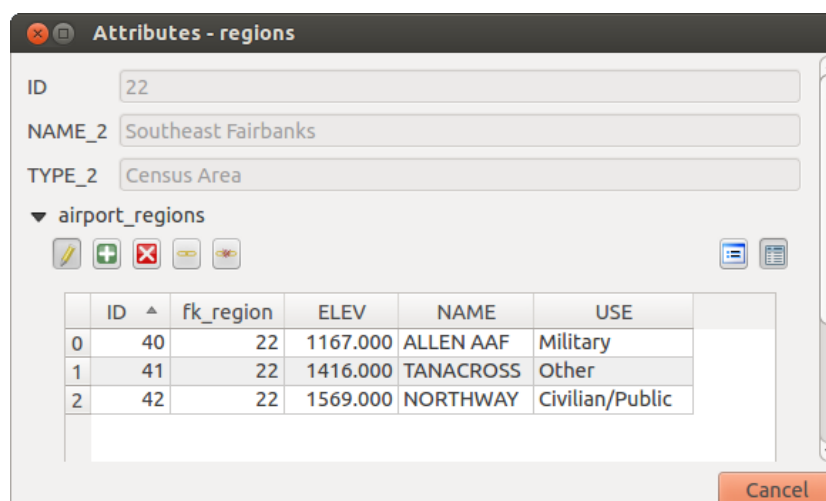 Attributes - regions
ID 22
NAME_2 Southeast Fairbanks
TYPE_2 Census Area
airport_regions
ID fk_region ELEV NAME USE
0 40 22 1167.000 ALLEN AAF Military
1 41 22 1416.000 TANACROSS Other
2 42 22 1569.000 NORTHWAY Civilian/Public
Cancel